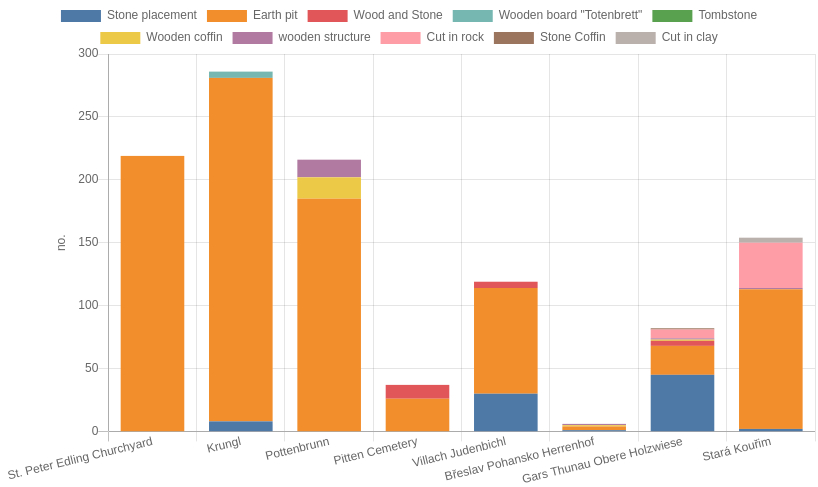 Stone placement Earth pit Wood and Stone Wooden board "Totenbrett" Tombstone
Wooden coffin wooden structure Cut in rock Stone Coffin Cut in clay
300
250
200
150
100
50
0
no.
St. Peter Edling Churchyard
Krungl
Pottenbrunn
Pitten Cemetery
Villach Judenbichl
Břeslav Pohansko Herrenhof
Gars Thunau Obere Holzwiese
Stará Kouřim